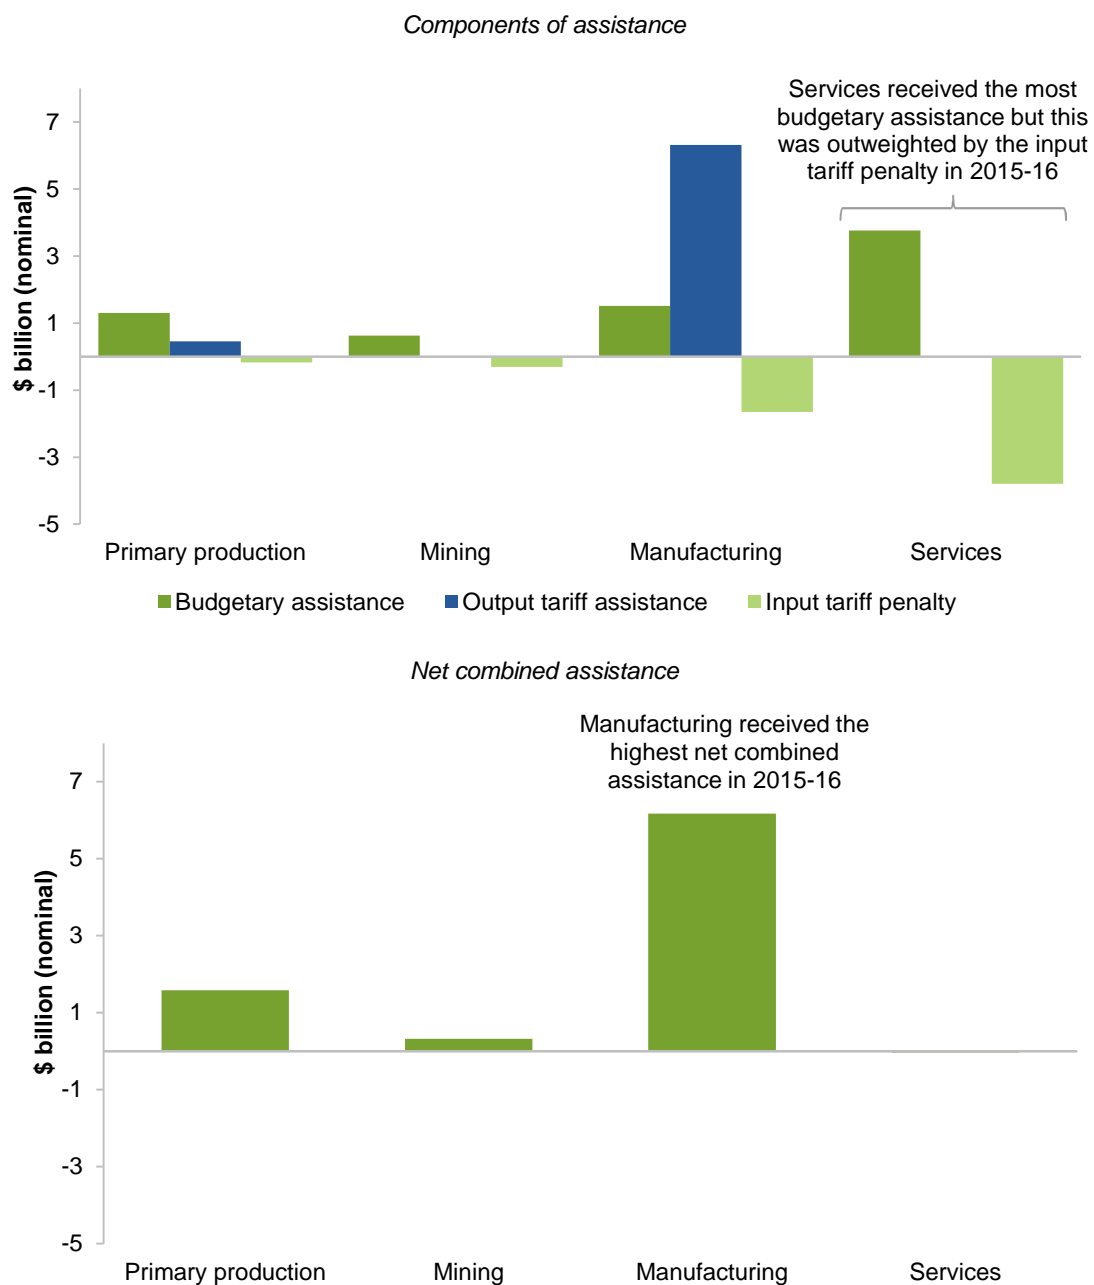 Components of assistance
Services received the most
budgetary assistance but this
was outweighted by the input
tariff penalty in 2015-16
$ billion (nominal)
7
5
3
1
-1
-3
-5
Primary production Mining Manufacturing Services
Budgetary assistance Output tariff assistance Input tariff penalty
Net combined assistance
Manufacturing received the
highest net combined
assistance in 2015-16
$ billion (nominal)
7
5
3
1
-1
-3
-5
Primary production Mining Manufacturing Services